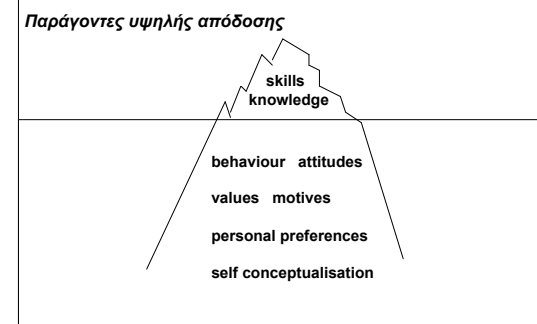 Παράγοντες υψηλής απόδοσης
skills
knowledge
behaviour attitudes
values motives
personal preferences
self conceptualisation